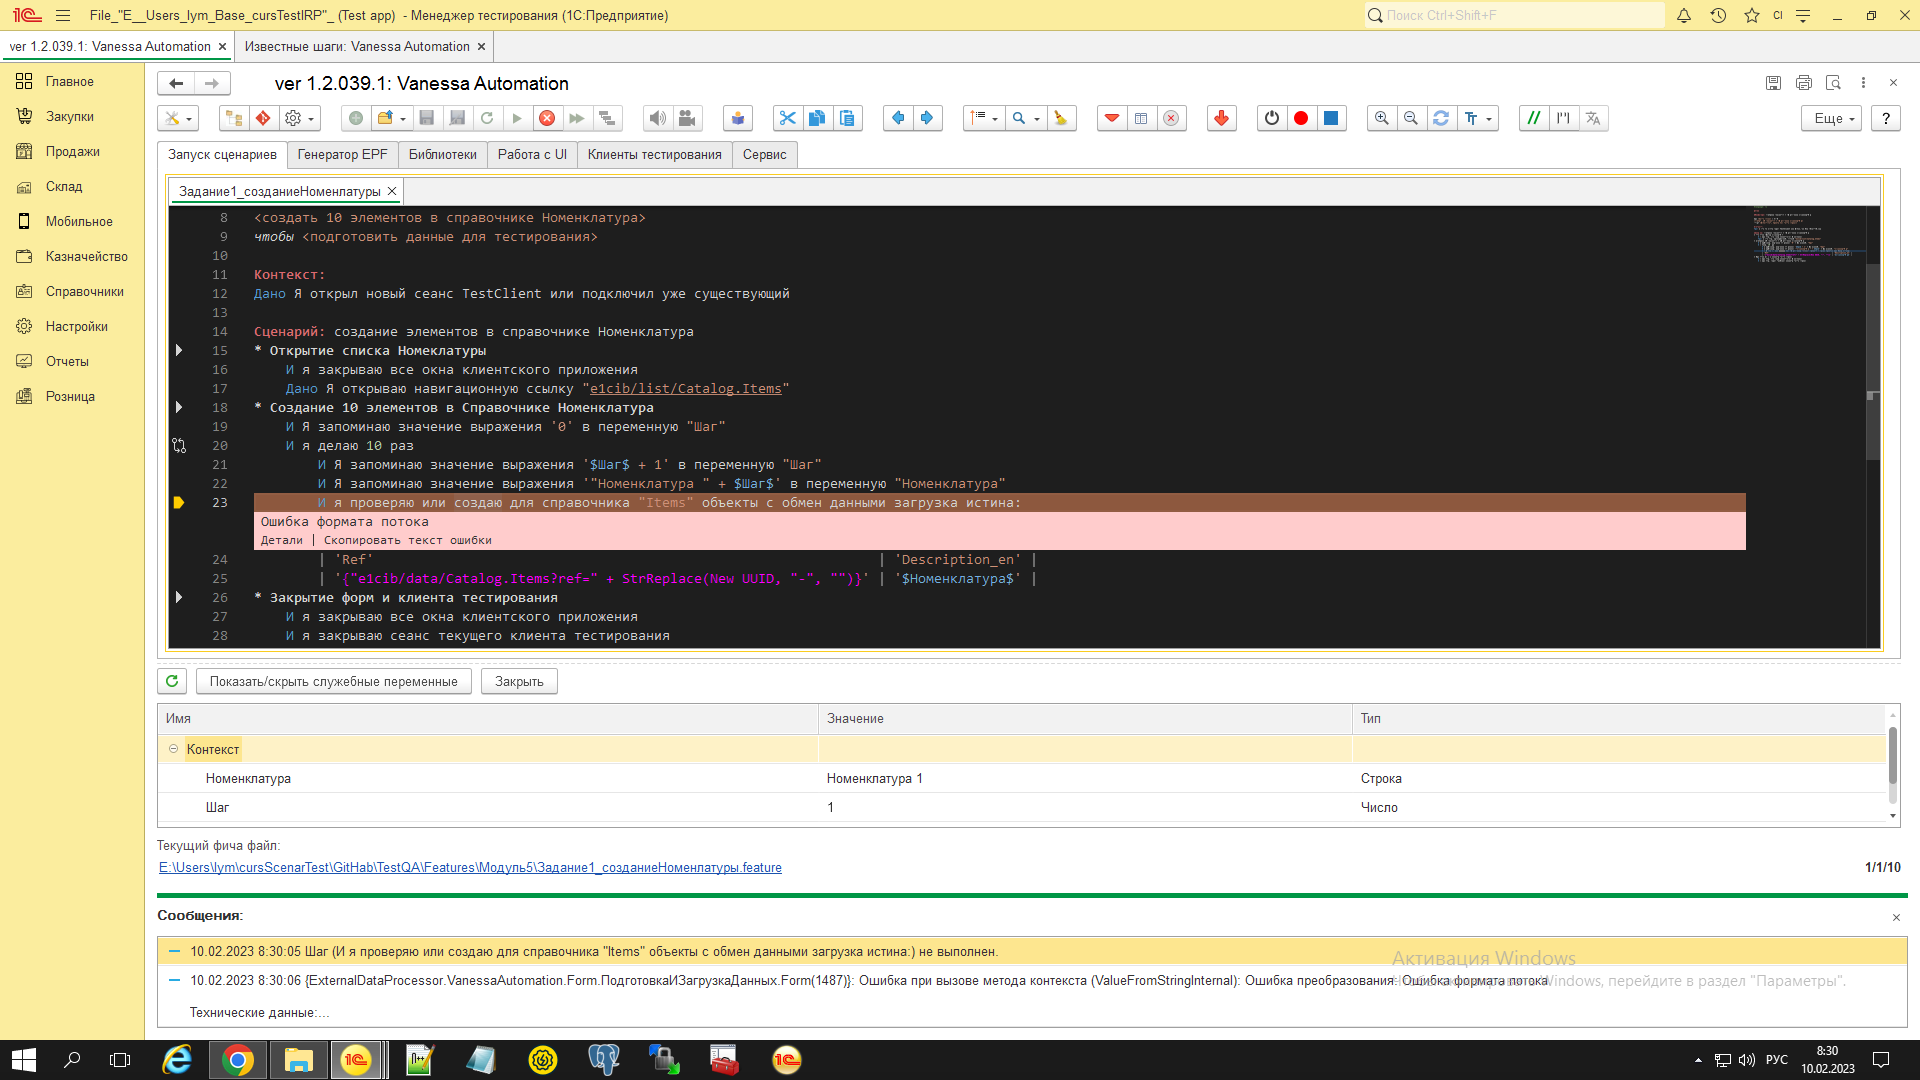 File_"E__Users_lym_Base_cursTestIRP"_ (Test app) - Менеджер тестирования (1С:Предприятие)
Поиск Ctrl+Shift+F
CI
ver 1.2.039.1: Vanessa Automation
Известные шаги: Vanessa Automation
Главное
Закупки
Продажи
Склад
Мобильное
Казначейство
Справочники
Настройки
Отчеты
Розница
ver 1.2.039.1: Vanessa Automation
Еще
?
Запуск сценариев
Генератор EPF
Библиотеки
Работа с UI
Клиенты тестирования
Сервис
Задание1_созданиеНоменлатуры
8 <создать 10 элементов в справочнике Номенклатура>
9 чтобы <подготовить данные для тестирования>
10
11 Контекст:
12 Дано Я открыл новый сеанс TestClient или подключил уже существующий
13
14 Сценарий: создание элементов в справочнике Номенклатура
15 * Открытие списка Номеклатуры
16 И я закрываю все окна клиентского приложения
17 Дано Я открываю навигационную ссылку "e1cib/list/Catalog.Items"
18 * Создание 10 элементов в Справочнике Номенклатура
19 И Я запоминаю значение выражения '0' в переменную "Шаг"
20 И я делаю 10 раз
21 И Я запоминаю значение выражения '$Шаг$ + 1' в переменную "Шаг"
22 И Я запоминаю значение выражения '"Номенклатура " + $Шаг$' в переменную "Номенклатура"
23 И я проверяю или создаю для справочника "Items" объекты с обмен данными загрузка истина:
Ошибка формата потока
Детали | Скопировать текст ошибки
24 | 'Ref' | 'Description_en' |
25 | '{"e1cib/data/Catalog.Items?ref=" + StrReplace(New UUID, "-", "")}' | '$Номенклатура$' |
26 * Закрытие форм и клиента тестирования
27 И я закрываю все окна клиентского приложения
28 И я закрываю сеанс текущего клиента тестирования
Показать/скрыть служебные переменные
Закрыть
Имя Значение Тип
Контекст
Номенклатура Номенклатура 1 Строка
Шаг 1 Число
Текущий фича файл:
E:\Users\lym\cursScenarTest\GitHab\TestQA\Features\Модуль5\Задание1_созданиеНоменлатуры.feature
1/1/10
Сообщения:
10.02.2023 8:30:05 Шаг (И я проверяю или создаю для справочника "Items" объекты с обмен данными загрузка истина:) не выполнен.
Активация Windows
10.02.2023 8:30:06 {ExternalDataProcessor.VanessaAutomation.Form.ПодготовкаИЗагрузкаДанных.Form(1487)}: Ошибка при вызове метода контекста (ValueFromStringInternal): Ошибка преобразования: Ошибка формата потока
Windows, перейдите в раздел "Параметры".
Технические данные:...
РУС
8:30
10.02.2023